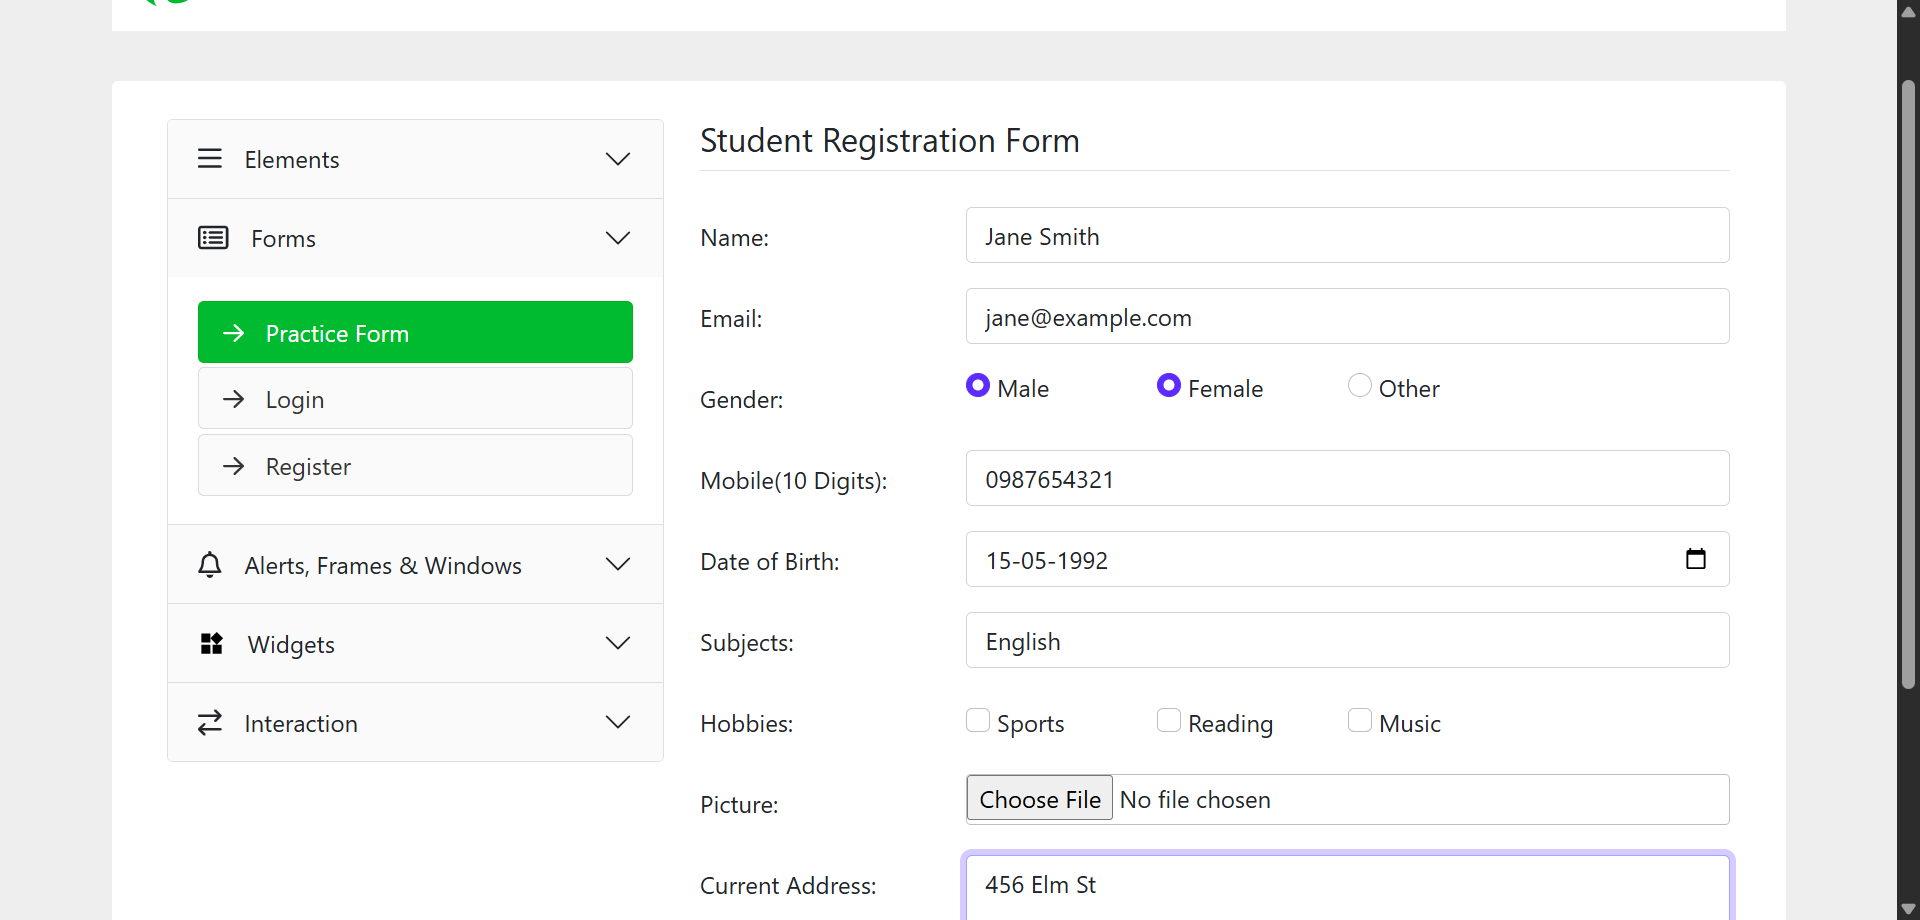 Elements
Forms
Practice Form
Login
Register
Alerts, Frames & Windows
Widgets
Interaction
Student Registration Form
Name: Jane Smith
Email: jane@example.com
Gender: Male Female Other
Mobile(10 Digits): 0987654321
Date of Birth: 15-05-1992
Subjects: English
Hobbies: Sports Reading Music
Picture: Choose File No file chosen
Current Address: 456 Elm St